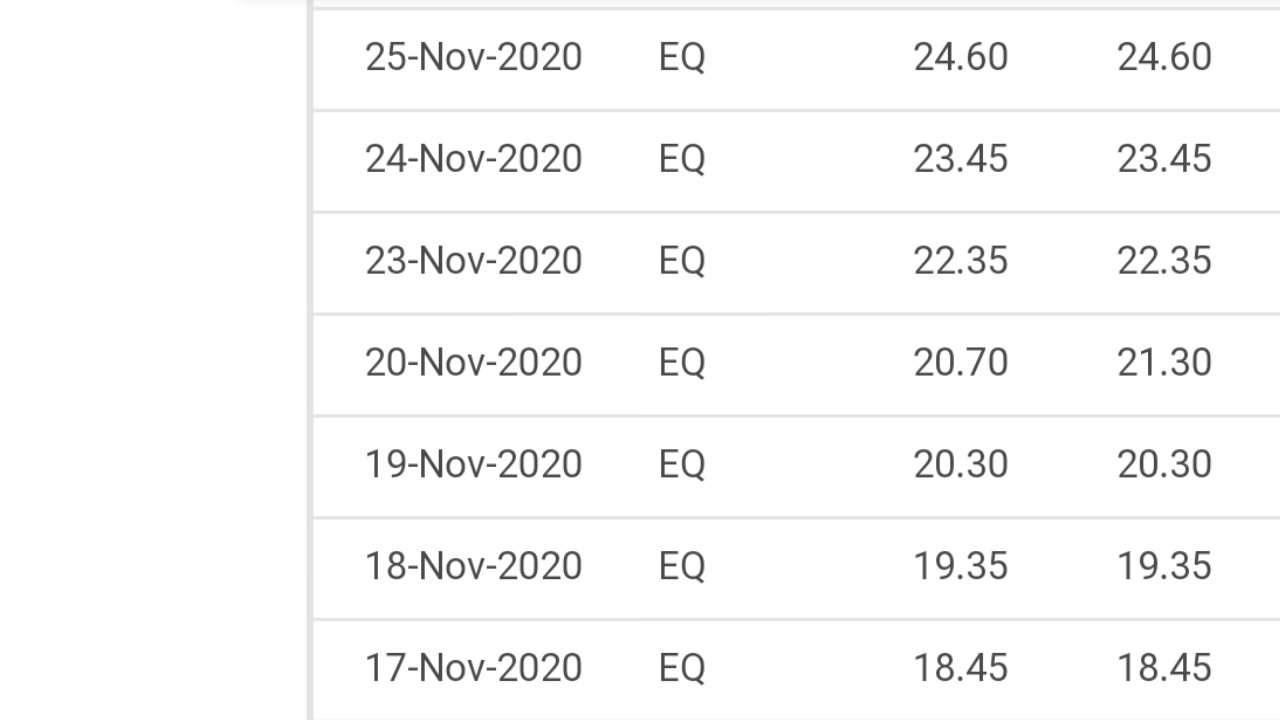 25-Nov-2020 EQ 24.60 24.60
24-Nov-2020 EQ 23.45 23.45
23-Nov-2020 EQ 22.35 22.35
20-Nov-2020 EQ 20.70 21.30
19-Nov-2020 EQ 20.30 20.30
18-Nov-2020 EQ 19.35 19.35
17-Nov-2020 EQ 18.45 18.45